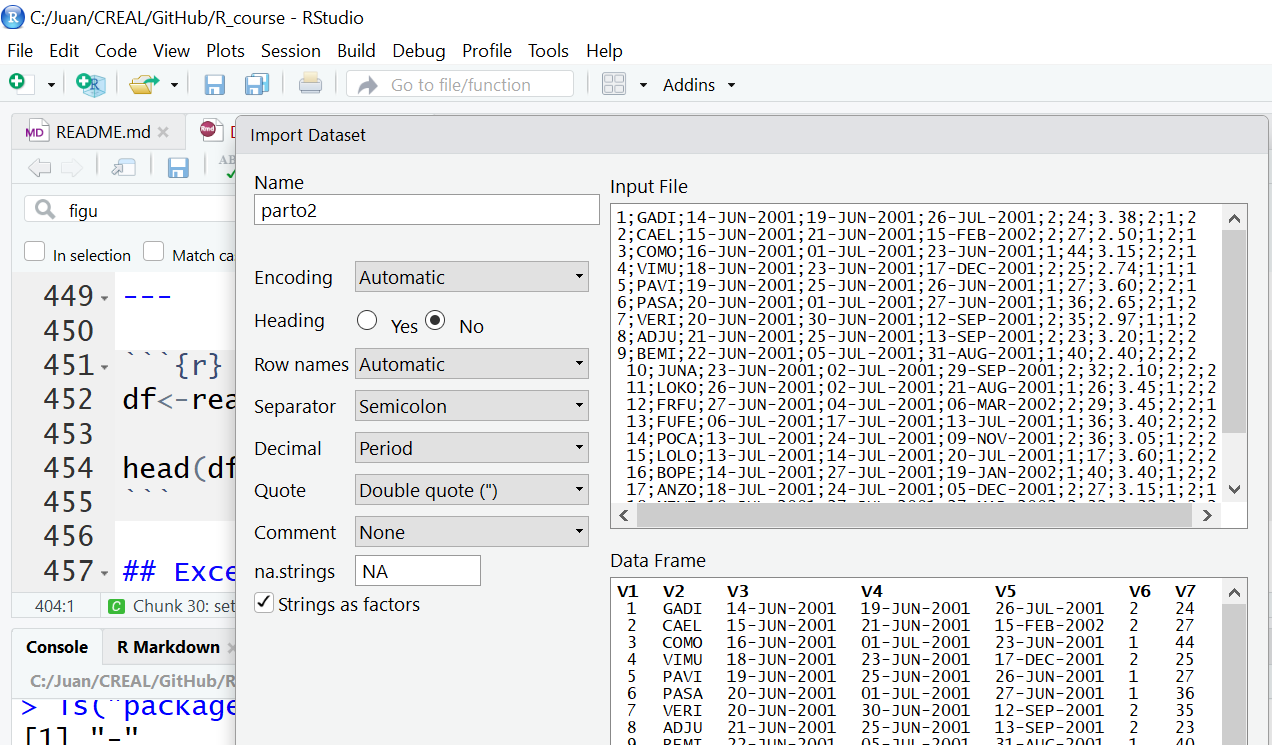 R C:/Juan/CREAL/GitHub/R_course - RStudio
File Edit Code View Plots Session Build Debug Profile Tools Help
R Go to file/function Addins
MD README.md Rmd
ABC
figu
In selection Match ca
449 ---
450
451 ```{r}
452 df<-rea
453
454 head(df
455 ```
456
457 ## Exce
404:1 C Chunk 30: set
Console R Markdown
C:/Juan/CREAL/GitHub/R
> ls("package
[1] "-"
Import Dataset
Name
parto2
Encoding Automatic
Heading Yes No
Row names Automatic
Separator Semicolon
Decimal Period
Quote Double quote (")
Comment None
na.strings NA
Strings as factors
Input File
1;GADI;14-JUN-2001;19-JUN-2001;26-JUL-2001;2;24;3.38;2;1;2
2;CAEL;15-JUN-2001;21-JUN-2001;15-FEB-2002;2;27;2.50;1;2;1
3;COMO;16-JUN-2001;01-JUL-2001;23-JUN-2001;1;44;3.15;2;2;1
4;VIMU;18-JUN-2001;23-JUN-2001;17-DEC-2001;2;25;2.74;1;1;1
5;PAVI;19-JUN-2001;25-JUN-2001;26-JUN-2001;1;27;3.60;2;2;1
6;PASA;20-JUN-2001;01-JUL-2001;27-JUN-2001;1;36;2.65;2;1;2
7;VERI;20-JUN-2001;30-JUN-2001;12-SEP-2001;2;35;2.97;1;1;2
8;ADJU;21-JUN-2001;25-JUN-2001;13-SEP-2001;2;23;3.20;1;2;2
9;BEMI;22-JUN-2001;05-JUL-2001;31-AUG-2001;1;40;2.40;2;2;2
10;JUNA;23-JUN-2001;02-JUL-2001;29-SEP-2001;2;32;2.10;2;2;2
11;LOKO;26-JUN-2001;02-JUL-2001;21-AUG-2001;1;26;3.45;1;2;2
12;FRFU;27-JUN-2001;04-JUL-2001;06-MAR-2002;2;29;3.45;2;2;1
13;FUFE;06-JUL-2001;17-JUL-2001;13-JUL-2001;1;36;3.40;2;2;2
14;POCA;13-JUL-2001;24-JUL-2001;09-NOV-2001;2;36;3.05;1;2;2
15;LOLO;13-JUL-2001;14-JUL-2001;20-JUL-2001;1;17;3.60;1;2;2
16;BOPE;14-JUL-2001;27-JUL-2001;19-JAN-2002;1;40;3.40;1;2;2
17;ANZO;18-JUL-2001;24-JUL-2001;05-DEC-2001;2;27;3.15;1;2;1
Data Frame
V1 V2 V3 V4 V5 V6 V7
1 GADI 14-JUN-2001 19-JUN-2001 26-JUL-2001 2 24
2 CAEL 15-JUN-2001 21-JUN-2001 15-FEB-2002 2 27
3 COMO 16-JUN-2001 01-JUL-2001 23-JUN-2001 1 44
4 VIMU 18-JUN-2001 23-JUN-2001 17-DEC-2001 2 25
5 PAVI 19-JUN-2001 25-JUN-2001 26-JUN-2001 1 27
6 PASA 20-JUN-2001 01-JUL-2001 27-JUN-2001 1 36
7 VERI 20-JUN-2001 30-JUN-2001 12-SEP-2001 2 35
8 ADJU 21-JUN-2001 25-JUN-2001 13-SEP-2001 2 23
9 BEMI 22-JUN-2001 05-JUL-2001 31-AUG-2001 1 40